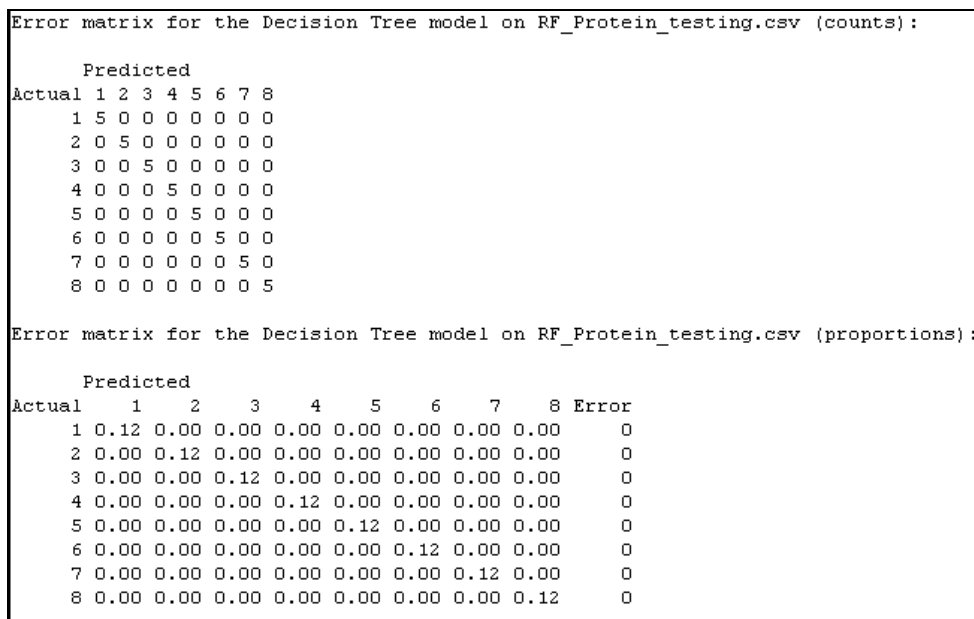 Error matrix for the Decision Tree model on RF_Protein_testing.csv (counts):
Predicted
Actual 1 2 3 4 5 6 7 8
1 5 0 0 0 0 0 0 0
2 0 5 0 0 0 0 0 0
3 0 0 5 0 0 0 0 0
4 0 0 0 5 0 0 0 0
5 0 0 0 0 5 0 0 0
6 0 0 0 0 0 5 0 0
7 0 0 0 0 0 0 5 0
8 0 0 0 0 0 0 0 5
Error matrix for the Decision Tree model on RF_Protein_testing.csv (proportions):
Predicted
Actual 1 2 3 4 5 6 7 8 Error
1 0.12 0.00 0.00 0.00 0.00 0.00 0.00 0.00 0
2 0.00 0.12 0.00 0.00 0.00 0.00 0.00 0.00 0
3 0.00 0.00 0.12 0.00 0.00 0.00 0.00 0.00 0
4 0.00 0.00 0.00 0.12 0.00 0.00 0.00 0.00 0
5 0.00 0.00 0.00 0.00 0.12 0.00 0.00 0.00 0
6 0.00 0.00 0.00 0.00 0.00 0.12 0.00 0.00 0
7 0.00 0.00 0.00 0.00 0.00 0.00 0.12 0.00 0
8 0.00 0.00 0.00 0.00 0.00 0.00 0.00 0.12 0